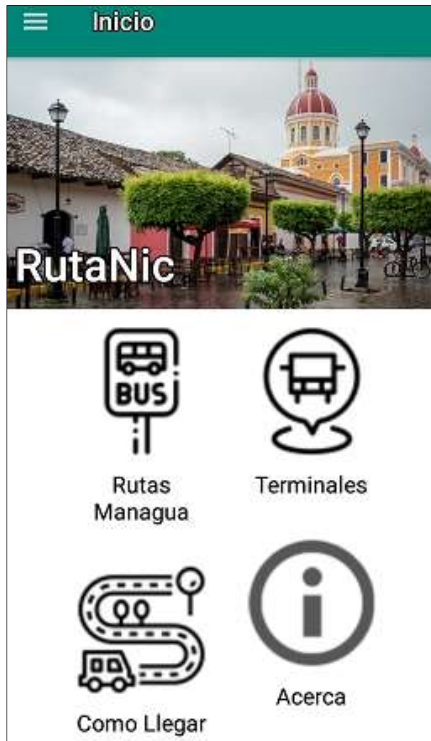 Inicio
RutaNic
BUS
Rutas
Managua
Terminales
Como Llegar
Acerca